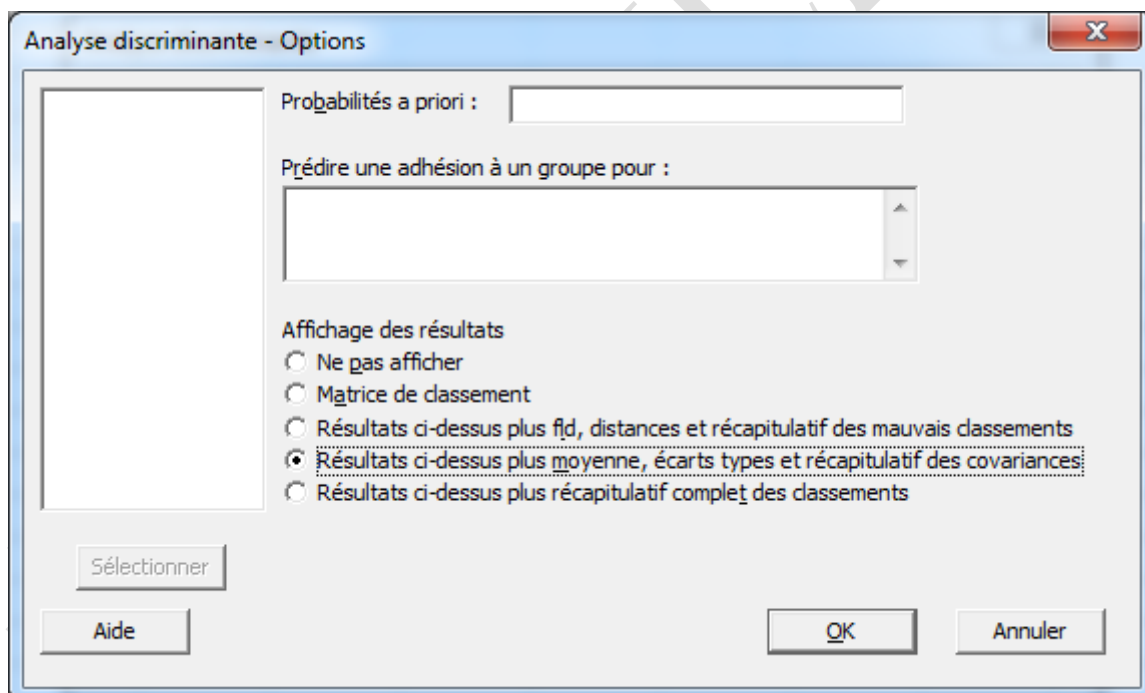 Analyse discriminante - Options
Probabilités a priori :
Prédire une adhésion à un groupe pour :
Affichage des résultats
Ne pas afficher
Matrice de classement
Résultats ci-dessus plus fld, distances et récapitulatif des mauvais classements
Résultats ci-dessus plus moyenne, écarts types et récapitulatif des covariances
Résultats ci-dessus plus récapitulatif complet des classements
Sélectionner
Aide
OK
Annuler